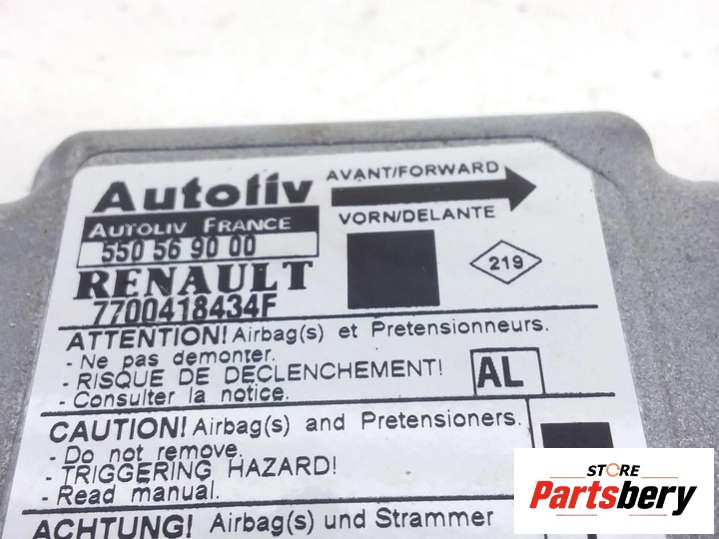 Autoliv
AVANT/FORWARD
AUTOLIV FRANCE
VORN/DELANTE
550 56 90 00
RENAULT
219
7700418434F
ATTENTION! Airbag(s) et Pretensionneurs.
- Ne pas demonter.
- RISQUE DE DECLENCHEMENT!
AL
- Consulter la notice.
CAUTION! Airbag(s) and Pretensioners.
- Do not remove.
- TRIGGERING HAZARD!
- Read manual.
ACHTUNG! Airbag(s) und Strammer
STORE
Partsbery